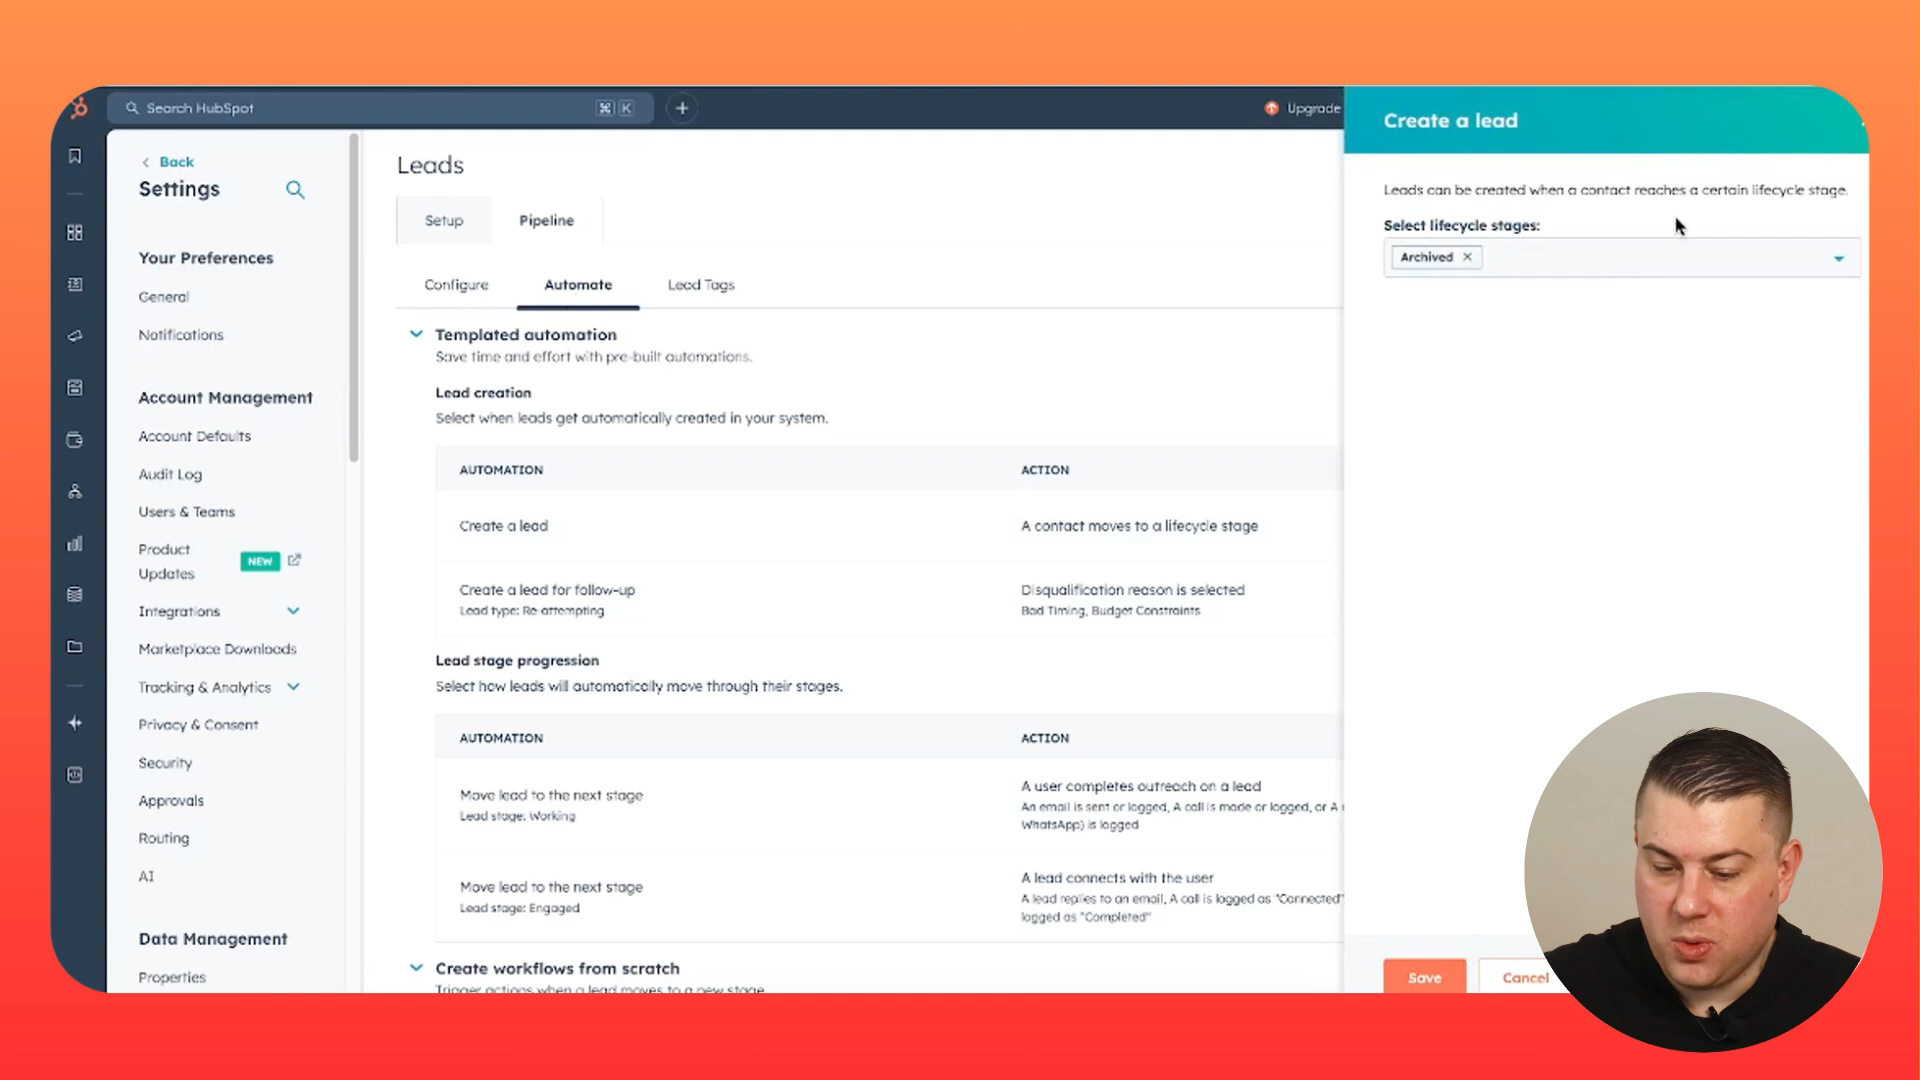 Search HubSpot
⌘ K
Upgrade
Back
Settings
Your Preferences
General
Notifications
Account Management
Account Defaults
Audit Log
Users & Teams
Product
Updates
NEW
Integrations
Marketplace Downloads
Tracking & Analytics
Privacy & Consent
Security
Approvals
Routing
AI
Data Management
Properties
Leads
Setup
Pipeline
Configure
Automate
Lead Tags
Templated automation
Save time and effort with pre-built automations.
Lead creation
Select when leads get automatically created in your system.
AUTOMATION
ACTION
Create a lead
A contact moves to a lifecycle stage
Create a lead for follow-up
Lead type: Re-attempting
Disqualification reason is selected
Bad Timing, Budget Constraints
Lead stage progression
Select how leads will automatically move through their stages.
AUTOMATION
ACTION
Move lead to the next stage
Lead stage: Working
A user completes outreach on a lead
An email is sent or logged, A call is made or logged, or A
WhatsApp) is logged
Move lead to the next stage
Lead stage: Engaged
A lead connects with the user
A lead replies to an email, A call is logged as "Connected"
logged as "Completed"
Create workflows from scratch
Trigger actions when a lead moves to a new stage
Create a lead
Leads can be created when a contact reaches a certain lifecycle stage.
Select lifecycle stages:
Archived
Save
Cancel